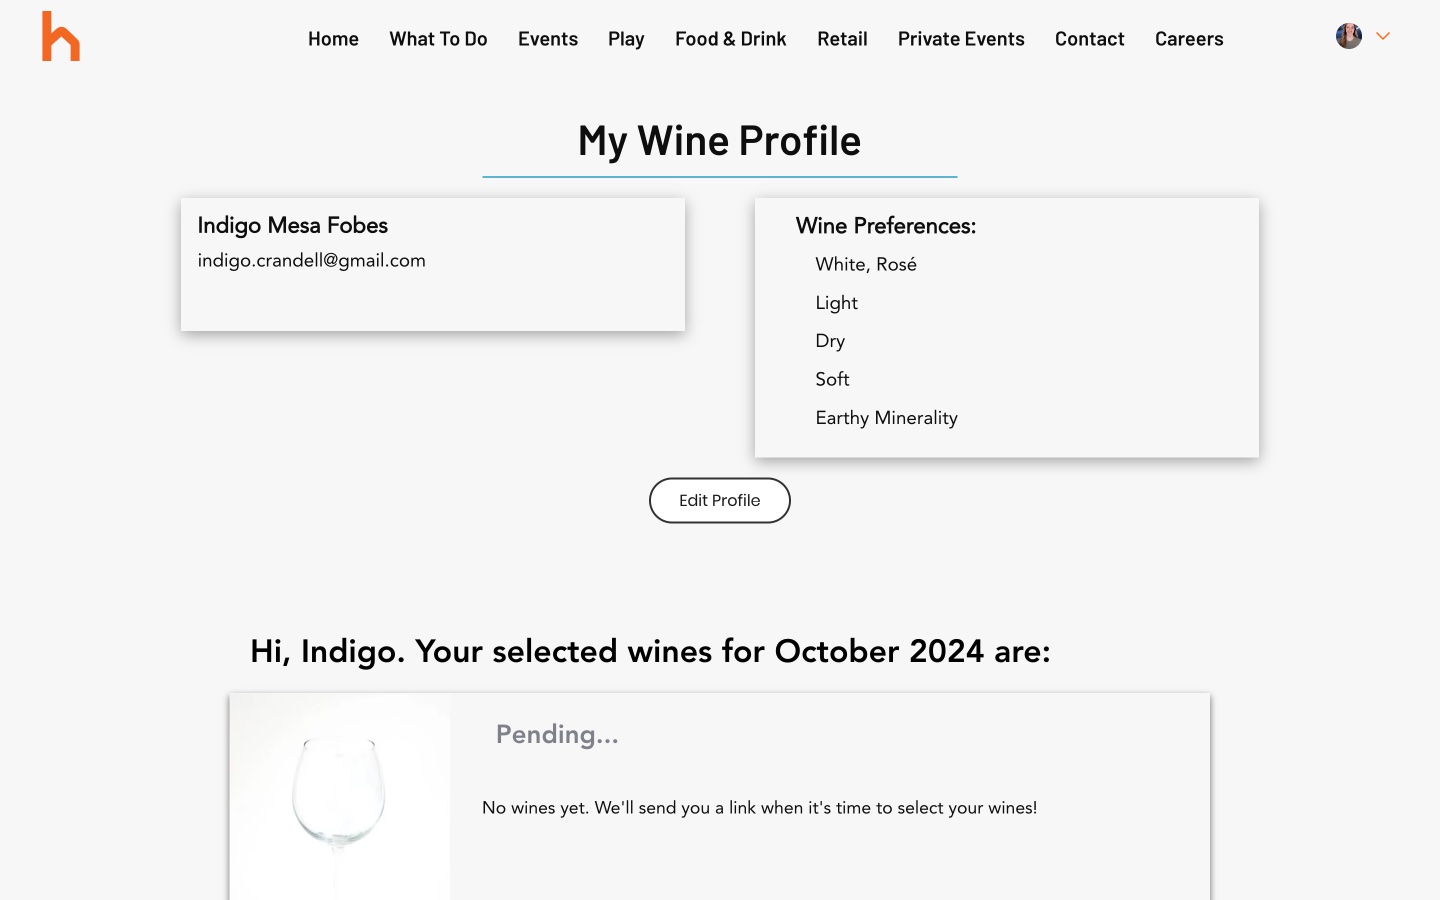 h
Home What To Do Events Play Food & Drink Retail Private Events Contact Careers
My Wine Profile
Indigo Mesa Fobes
indigo.crandell@gmail.com
Wine Preferences:
White, Rosé
Light
Dry
Soft
Earthy Minerality
Edit Profile
Hi, Indigo. Your selected wines for October 2024 are:
Pending...
No wines yet. We'll send you a link when it's time to select your wines!